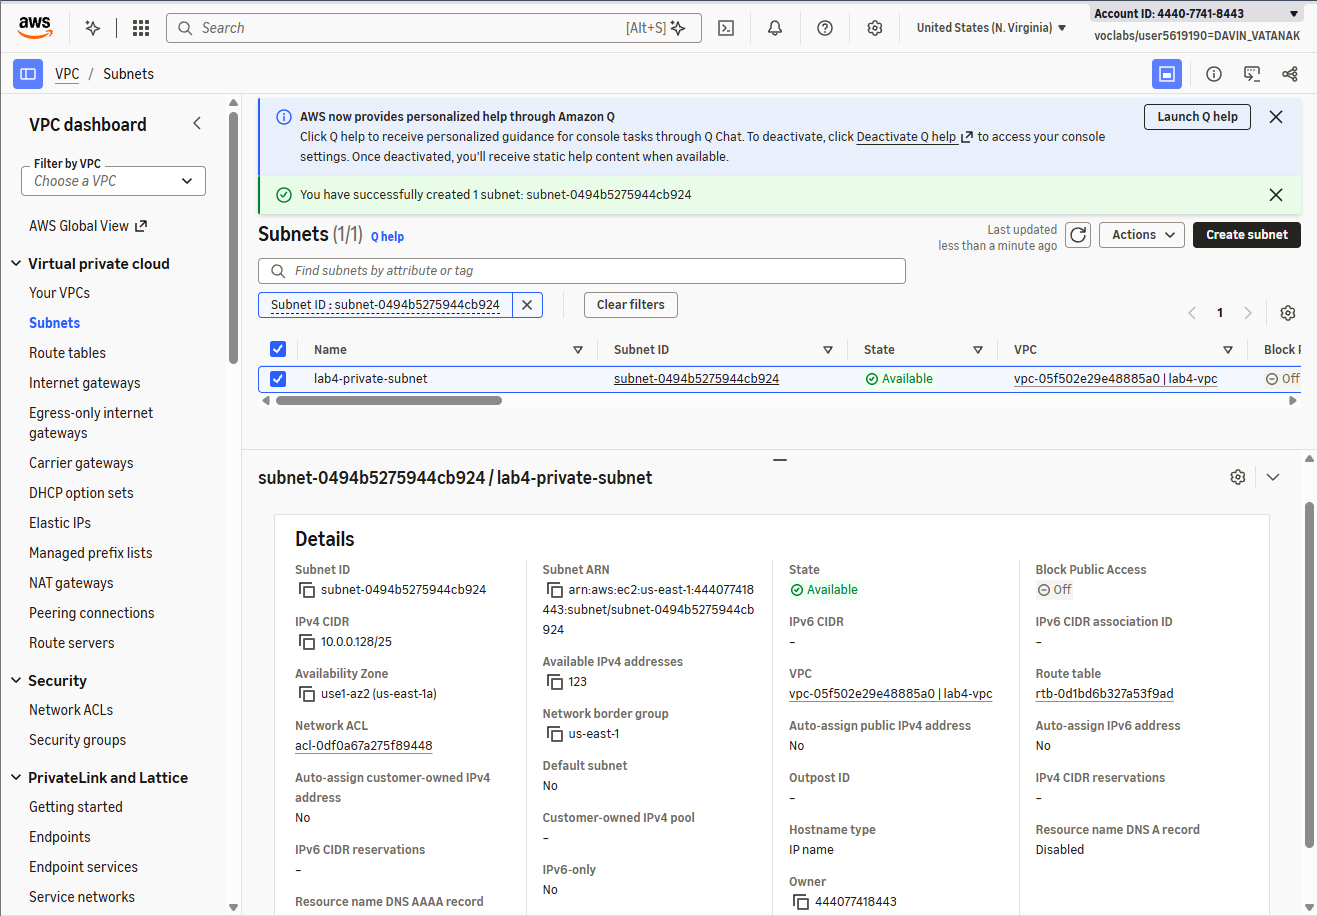 aws
Search
[Alt+S]
United States (N. Virginia)
Account ID: 4440-7741-8443
voclabs/user5619190=DAVIN_VATANAK
VPC / Subnets
VPC dashboard
Filter by VPC
Choose a VPC
AWS Global View
Virtual private cloud
Your VPCs
Subnets
Route tables
Internet gateways
Egress-only internet
gateways
Carrier gateways
DHCP option sets
Elastic IPs
Managed prefix lists
NAT gateways
Peering connections
Route servers
Security
Network ACLs
Security groups
PrivateLink and Lattice
Getting started
Endpoints
Endpoint services
Service networks
AWS now provides personalized help through Amazon Q
Click Q help to receive personalized guidance for console tasks through Q Chat. To deactivate, click Deactivate Q help to access your console
settings. Once deactivated, you'll receive static help content when available.
Launch Q help
You have successfully created 1 subnet: subnet-0494b5275944cb924
Subnets (1/1) Q help
Last updated
less than a minute ago
Actions
Create subnet
Find subnets by attribute or tag
Subnet ID : subnet-0494b5275944cb924
Clear filters
1
Name Subnet ID State VPC Block P
lab4-private-subnet subnet-0494b5275944cb924 Available vpc-05f502e29e48885a0 | lab4-vpc Off
subnet-0494b5275944cb924 / lab4-private-subnet
Details
Subnet ID
subnet-0494b5275944cb924
IPv4 CIDR
10.0.0.128/25
Availability Zone
use1-az2 (us-east-1a)
Network ACL
acl-0df0a67a275f89448
Auto-assign customer-owned IPv4
address
No
IPv6 CIDR reservations
–
Resource name DNS AAAA record
Subnet ARN
arn:aws:ec2:us-east-1:444077418
443:subnet/subnet-0494b5275944cb
924
Available IPv4 addresses
123
Network border group
us-east-1
Default subnet
No
Customer-owned IPv4 pool
–
IPv6-only
No
State
Available
IPv6 CIDR
–
VPC
vpc-05f502e29e48885a0 | lab4-vpc
Auto-assign public IPv4 address
No
Outpost ID
–
Hostname type
IP name
Owner
444077418443
Block Public Access
Off
IPv6 CIDR association ID
–
Route table
rtb-0d1bd6b327a53f9ad
Auto-assign IPv6 address
No
IPv4 CIDR reservations
–
Resource name DNS A record
Disabled